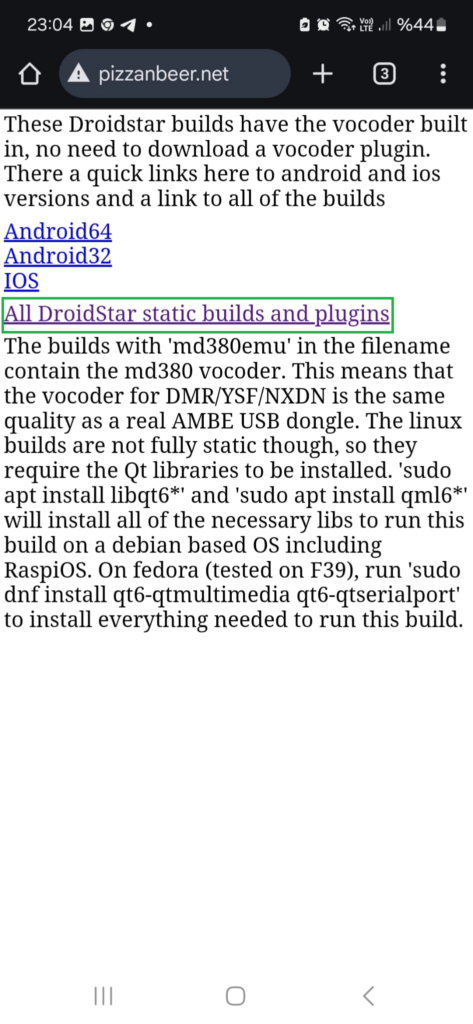 23:04
Vo))
LTE
%44
pizzanbeer.net
3
These Droidstar builds have the vocoder built
in, no need to download a vocoder plugin.
There a quick links here to android and ios
versions and a link to all of the builds
Android64
Android32
IOS
All DroidStar static builds and plugins
The builds with 'md380emu' in the filename
contain the md380 vocoder. This means that
the vocoder for DMR/YSF/NXDN is the same
quality as a real AMBE USB dongle. The linux
builds are not fully static though, so they
require the Qt libraries to be installed. 'sudo
apt install libqt6*' and 'sudo apt install qml6*'
will install all of the necessary libs to run this
build on a debian based OS including
RaspiOS. On fedora (tested on F39), run 'sudo
dnf install qt6-qtmultimedia qt6-qtserialport'
to install everything needed to run this build.